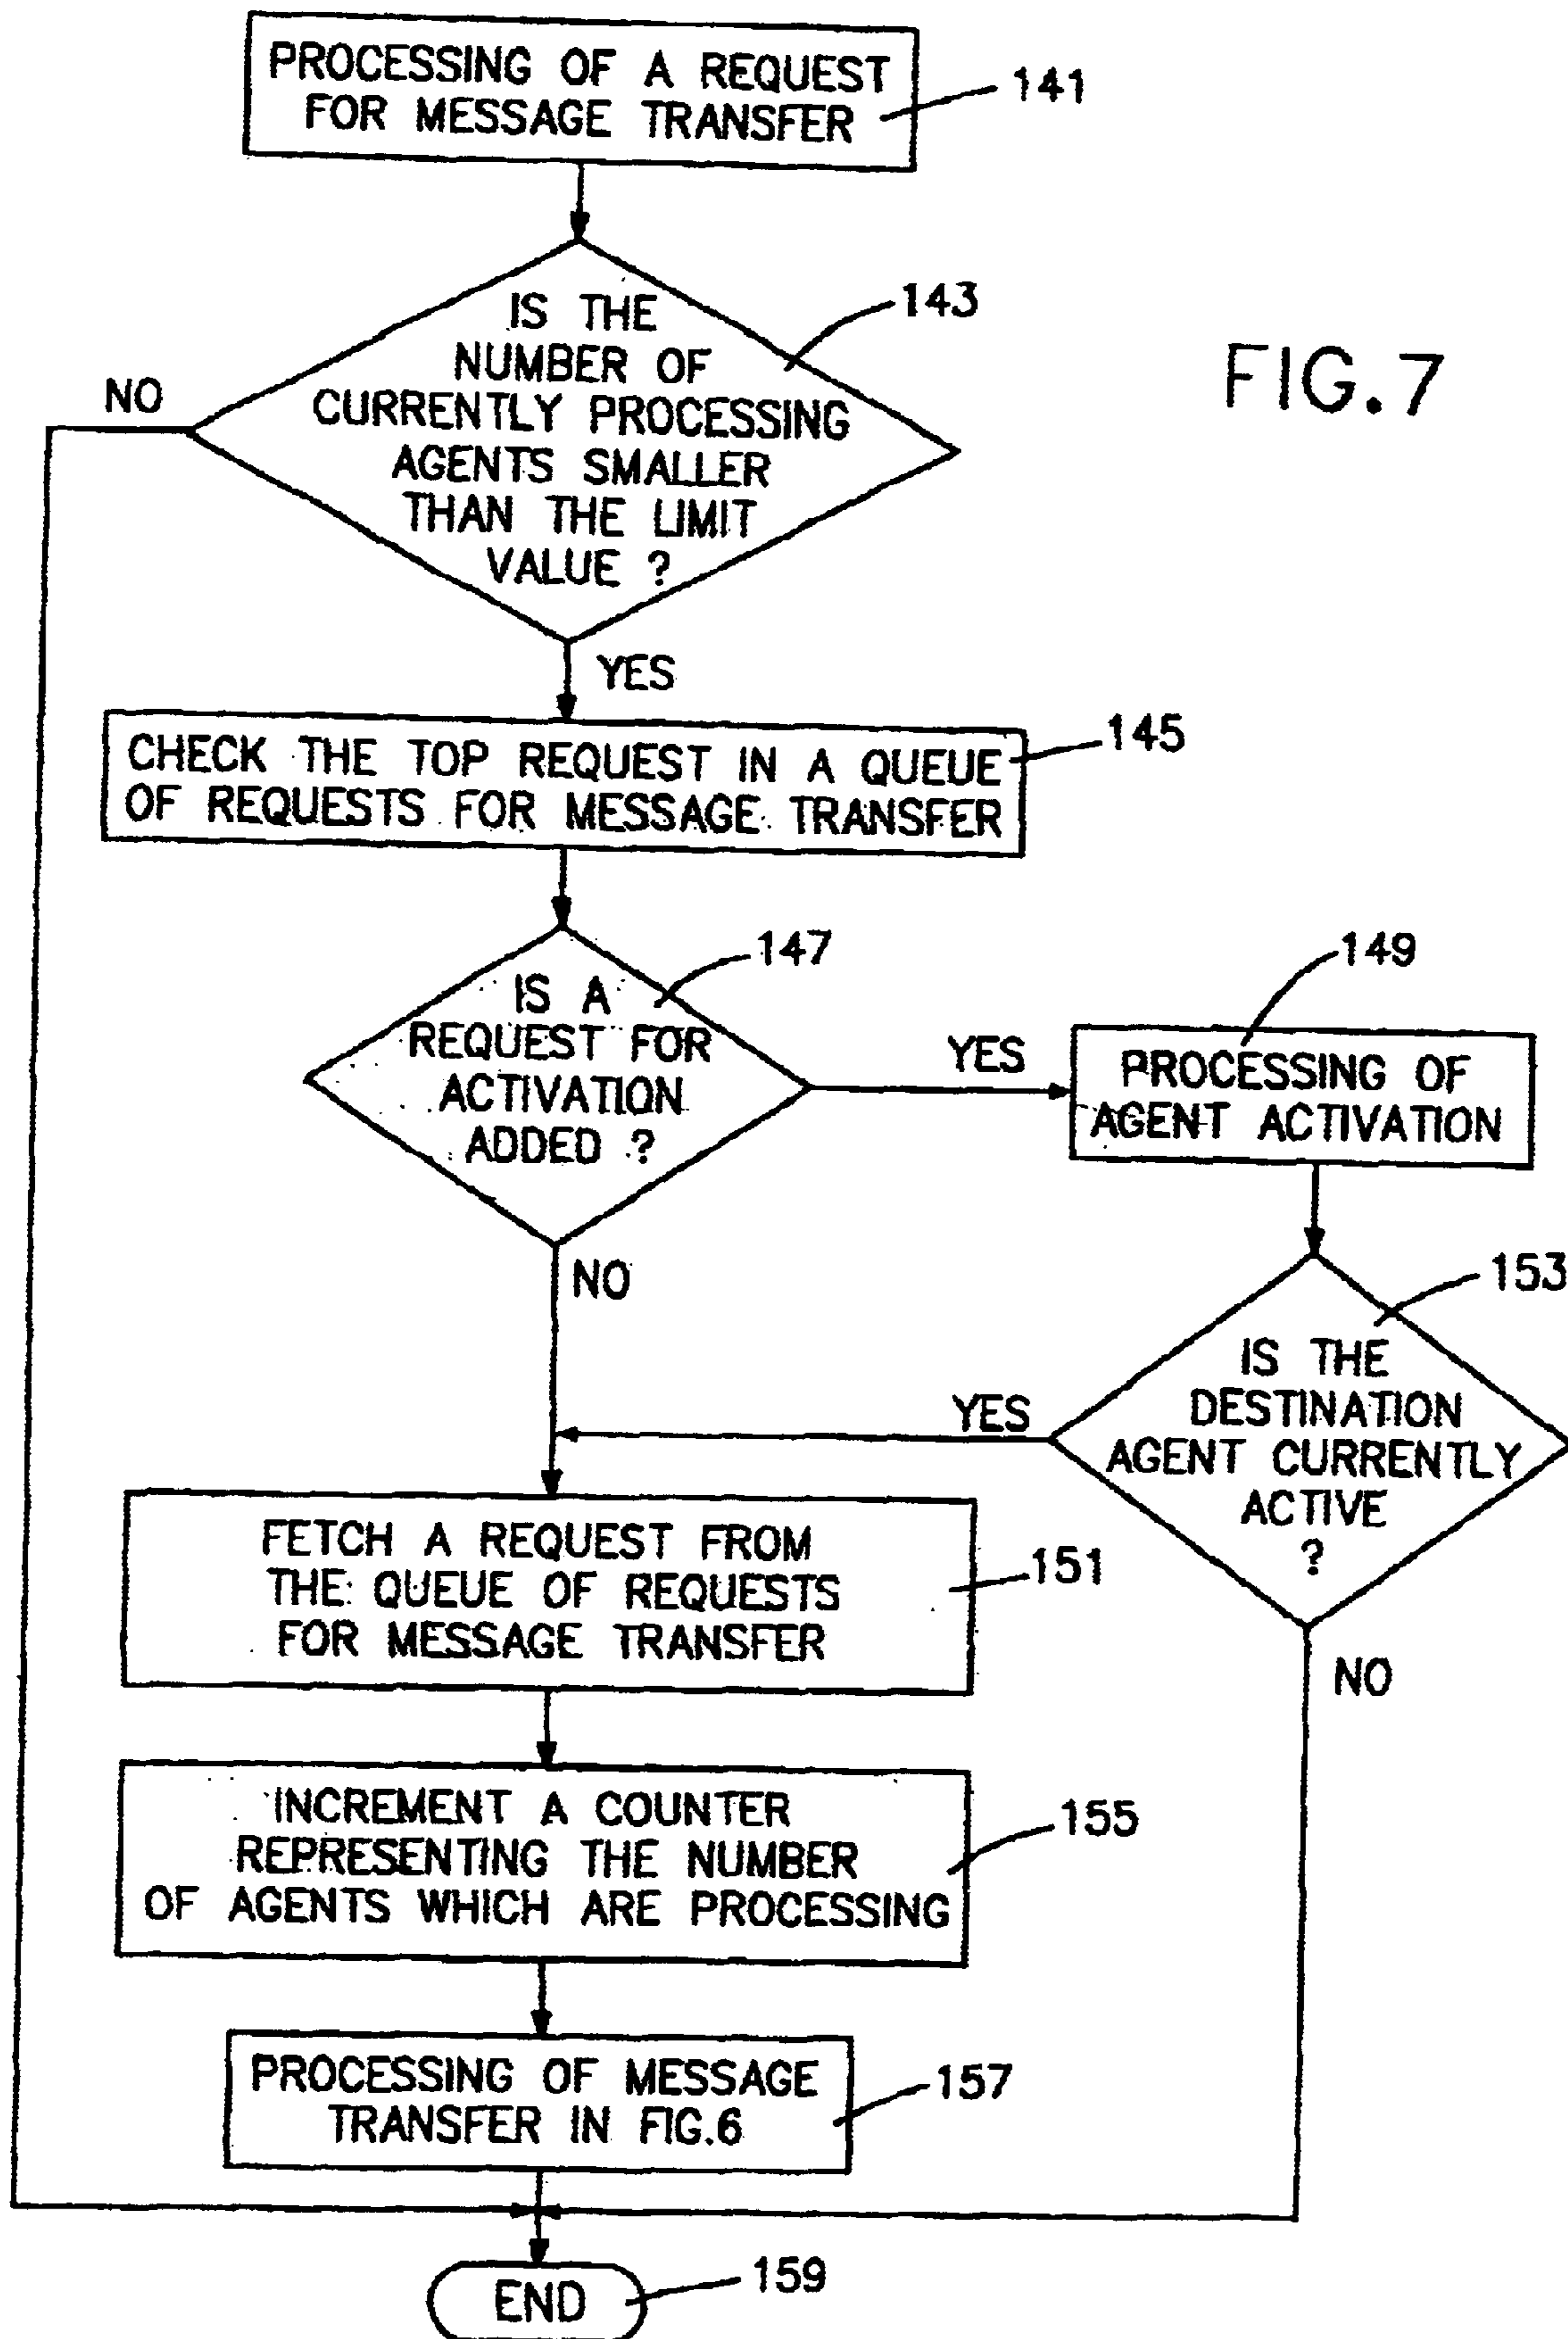 PROCESSING OF A REQUEST
FOR MESSAGE TRANSFER
141
IS THE
NUMBER OF
CURRENTLY PROCESSING
AGENTS SMALLER
THAN THE LIMIT
VALUE ?
143
FIG.7
NO
YES
CHECK THE TOP REQUEST IN A QUEUE
OF REQUESTS FOR MESSAGE TRANSFER
145
IS A
REQUEST FOR
ACTIVATION
ADDED ?
147
YES
149
PROCESSING OF
AGENT ACTIVATION
NO
153
IS THE
DESTINATION
AGENT CURRENTLY
ACTIVE
?
YES
NO
FETCH A REQUEST FROM
THE QUEUE OF REQUESTS
FOR MESSAGE TRANSFER
151
INCREMENT A COUNTER
REPRESENTING THE NUMBER
OF AGENTS WHICH ARE PROCESSING
155
PROCESSING OF MESSAGE
TRANSFER IN FIG.6
157
END
159